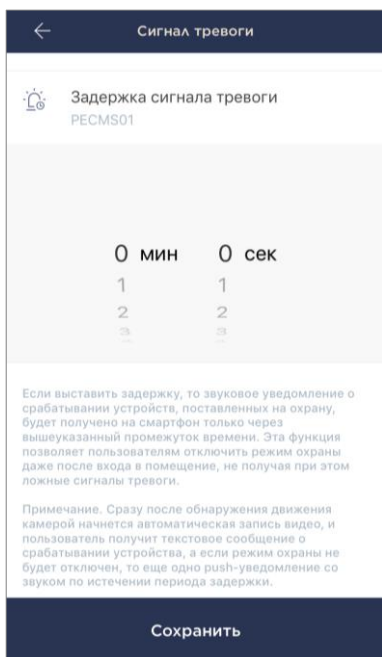 Сигнал тревоги
Задержка сигнала тревоги
PECMS01
0 мин 0 сек
1 1
2 2
3 3
Если выставить задержку, то звуковое уведомление о
срабатывании устройств, поставленных на охрану,
будет получено на смартфон только через
вышеуказанный промежуток времени. Эта функция
позволяет пользователям отключить режим охраны
даже после входа в помещение, не получая при этом
ложные сигналы тревоги.
Примечание. Сразу после обнаружения движения
камерой начнется автоматическая запись видео, и
пользователь получит текстовое сообщение о
срабатывании устройства, а если режим охраны не
будет отключен, то еще одно push-уведомление со
звуком по истечении периода задержки.
Сохранить